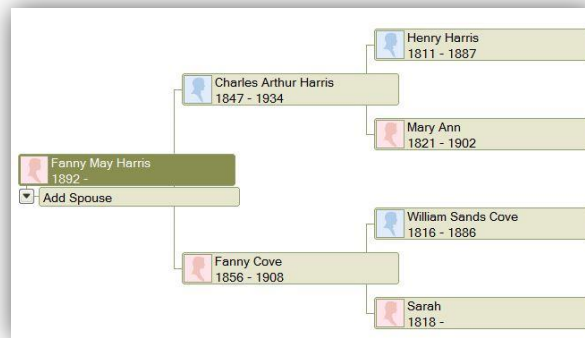 Henry Harris
1811 - 1887
Charles Arthur Harris
1847 - 1934
Mary Ann
1821 - 1902
Fanny May Harris
1892 -
Add Spouse
William Sands Cove
1816 - 1886
Fanny Cove
1856 - 1908
Sarah
1818 -